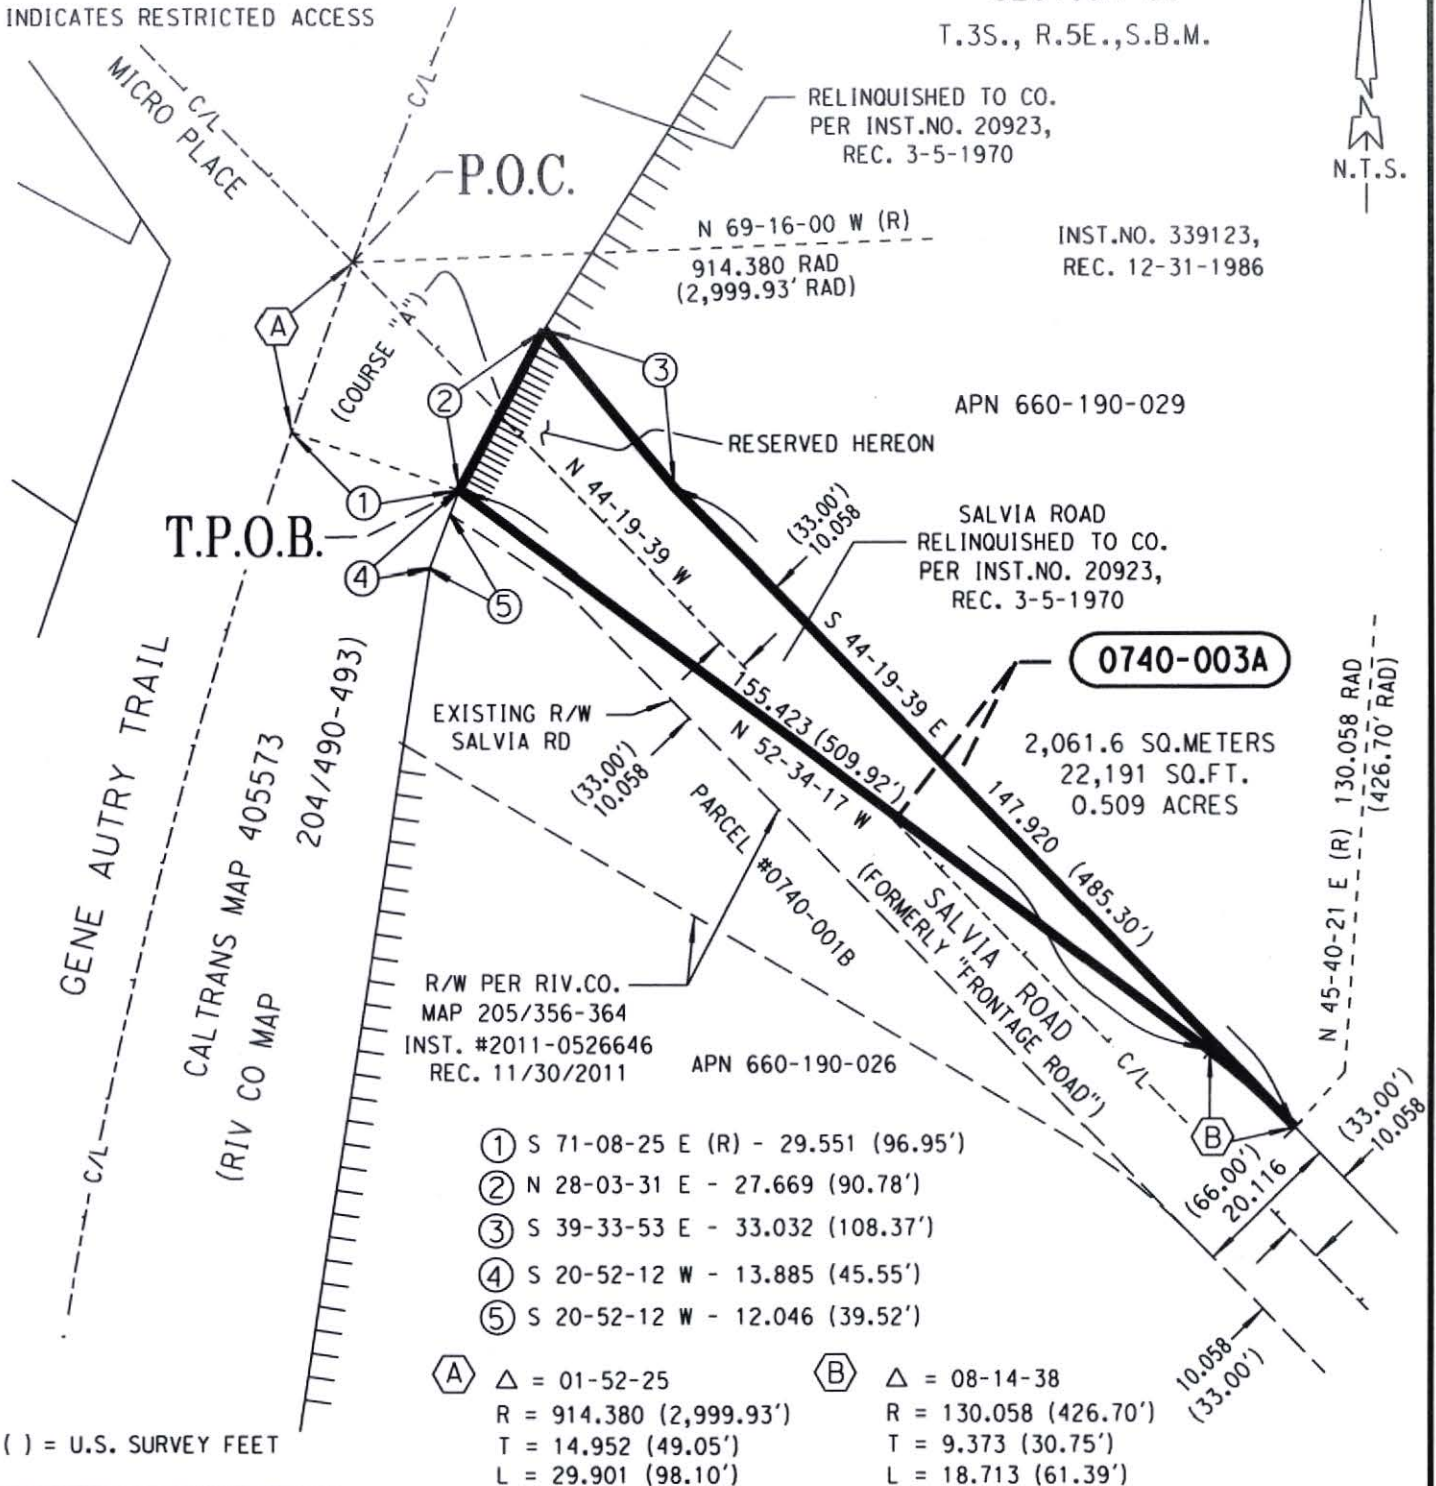 INDICATES RESTRICTED ACCESS
T.3S., R.5E.,S.B.M.
N
N.T.S.
C/L
MICRO PLACE
C/L
RELINQUISHED TO CO.
PER INST.NO. 20923,
REC. 3-5-1970
P.O.C.
N 69-16-00 W (R)
914.380 RAD
(2,999.93' RAD)
INST.NO. 339123,
REC. 12-31-1986
A
(COURSE "A")
2
3
APN 660-190-029
RESERVED HEREON
1
T.P.O.B.
4
5
N 44-19-39 W
(33.00')
10.058
SALVIA ROAD
RELINQUISHED TO CO.
PER INST.NO. 20923,
REC. 3-5-1970
S 44-19-39 E
147.920 (485.30')
0740-003A
2,061.6 SQ.METERS
22,191 SQ.FT.
0.509 ACRES
N 45-40-21 E (R) 130.058 RAD
(426.70' RAD)
155.423 (509.92')
N 52-34-17 W
EXISTING R/W
SALVIA RD
(33.00')
10.058
PARCEL
#0740-001B
SALVIA ROAD
(FORMERLY "FRONTAGE ROAD")
C/L
GENE AUTRY TRAIL
CALTRANS MAP 405573
(RIV CO MAP 204/490-493)
C/L
R/W PER RIV.CO.
MAP 205/356-364
INST. #2011-0526646
REC. 11/30/2011
APN 660-190-026
B
(33.00')
10.058
(66.00')
20.116
10.058
(33.00')
1 S 71-08-25 E (R) - 29.551 (96.95')
2 N 28-03-31 E - 27.669 (90.78')
3 S 39-33-53 E - 33.032 (108.37')
4 S 20-52-12 W - 13.885 (45.55')
5 S 20-52-12 W - 12.046 (39.52')
A Δ = 01-52-25
R = 914.380 (2,999.93')
T = 14.952 (49.05')
L = 29.901 (98.10')
B Δ = 08-14-38
R = 130.058 (426.70')
T = 9.373 (30.75')
L = 18.713 (61.39')
( ) = U.S. SURVEY FEET